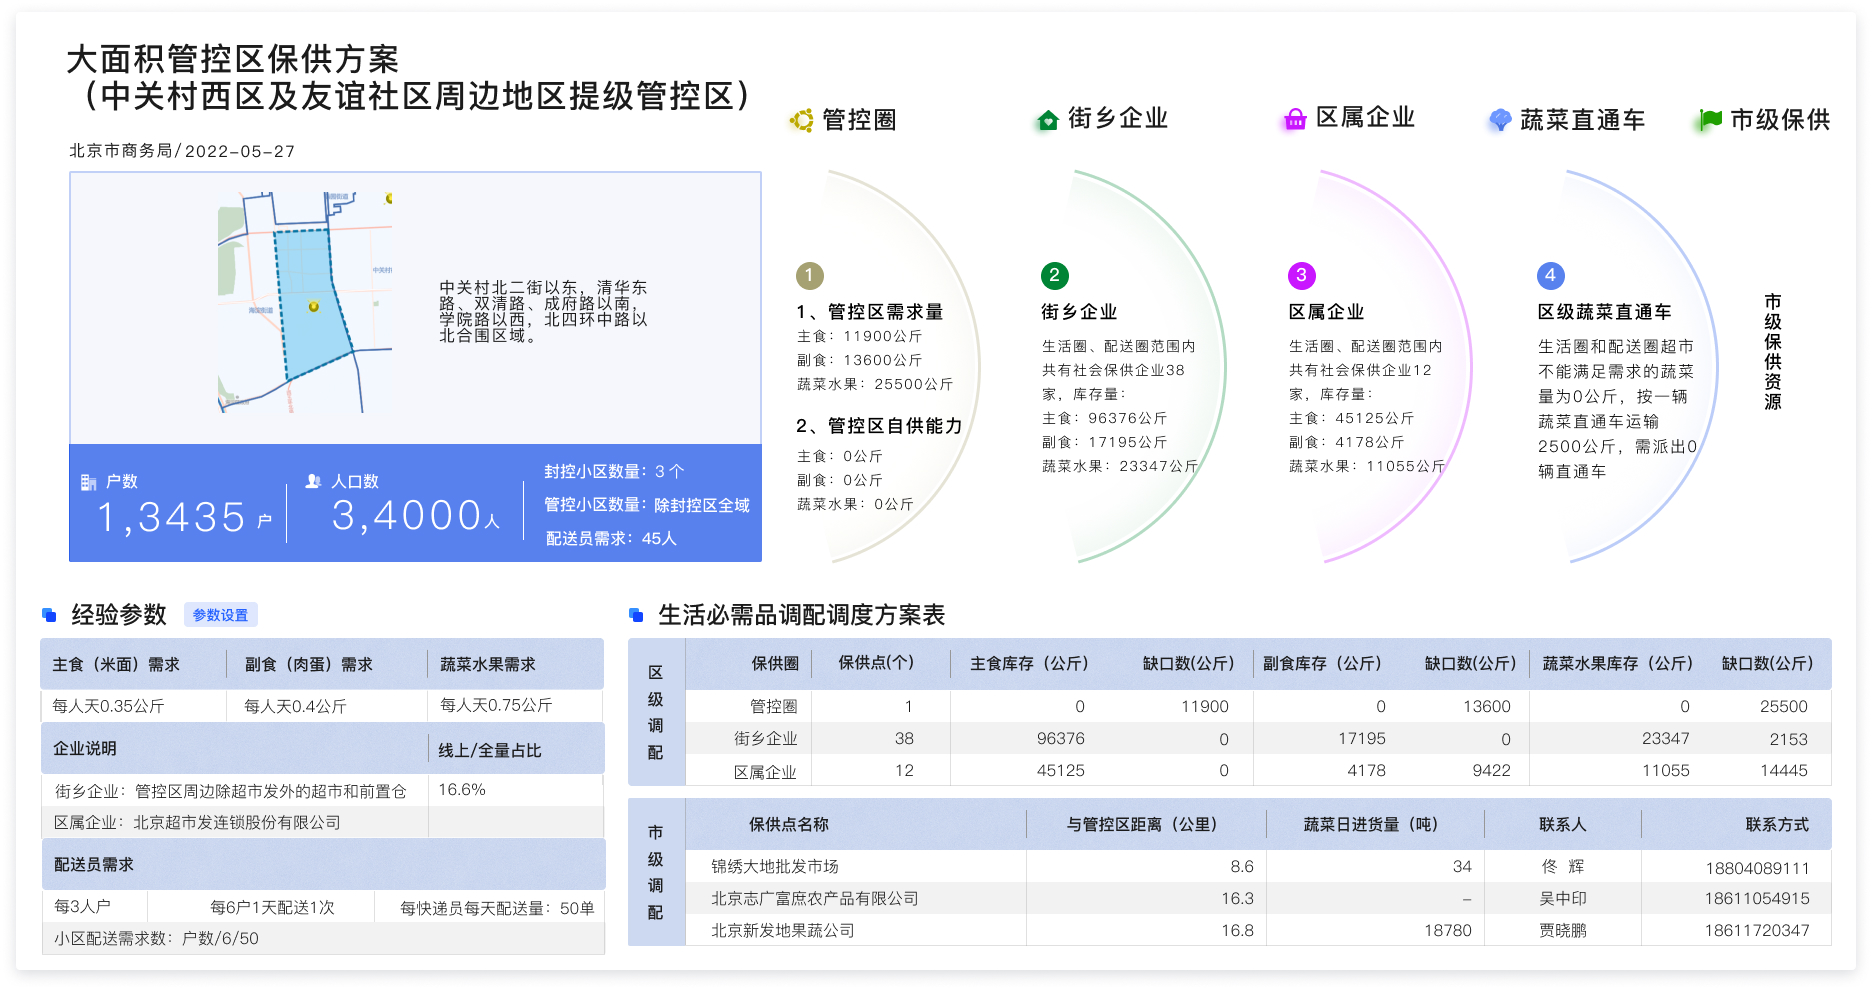 大面积管控区保供方案
（中关村西区及友谊社区周边地区提级管控区）
北京市商务局/2022-05-27
中关村北二街以东，清华东
路、双清路、成府路以南，
学院路以西，北四环中路以
北合围区域。
户数
1,3435 户
人口数
3,4000人
封控小区数量：3 个
管控小区数量：除封控区全域
配送员需求：45人
管控圈
街乡企业
区属企业
蔬菜直通车
市级保供
1
1、管控区需求量
主食：11900公斤
副食：13600公斤
蔬菜水果：25500公斤
2、管控区自供能力
主食：0公斤
副食：0公斤
蔬菜水果：0公斤
2
街乡企业
生活圈、配送圈范围内
共有社会保供企业38
家，库存量：
主食：96376公斤
副食：17195公斤
蔬菜水果：23347公斤
3
区属企业
生活圈、配送圈范围内
共有社会保供企业12
家，库存量：
主食：45125公斤
副食：4178公斤
蔬菜水果：11055公斤
4
区级蔬菜直通车
生活圈和配送圈超市
不能满足需求的蔬菜
量为0公斤，按一辆
蔬菜直通车运输
2500公斤，需派出0
辆直通车
市级保供资源
经验参数 参数设置
主食（米面）需求 副食（肉蛋）需求 蔬菜水果需求
每人天0.35公斤 每人天0.4公斤 每人天0.75公斤
企业说明 线上/全量占比
街乡企业：管控区周边除超市发外的超市和前置仓 16.6%
区属企业：北京超市发连锁股份有限公司
配送员需求
每3人户 每6户1天配送1次 每快递员每天配送量：50单
小区配送需求数：户数/6/50
生活必需品调配调度方案表
区级调配
保供圈 保供点(个) 主食库存（公斤） 缺口数(公斤) 副食库存（公斤） 缺口数(公斤) 蔬菜水果库存（公斤） 缺口数(公斤)
管控圈 1 0 11900 0 13600 0 25500
街乡企业 38 96376 0 17195 0 23347 2153
区属企业 12 45125 0 4178 9422 11055 14445
市级调配
保供点名称 与管控区距离（公里） 蔬菜日进货量（吨） 联系人 联系方式
锦绣大地批发市场 8.6 34 佟 辉 18804089111
北京志广富庶农产品有限公司 16.3 – 吴中印 18611054915
北京新发地果蔬公司 16.8 18780 贾晓鹏 18611720347